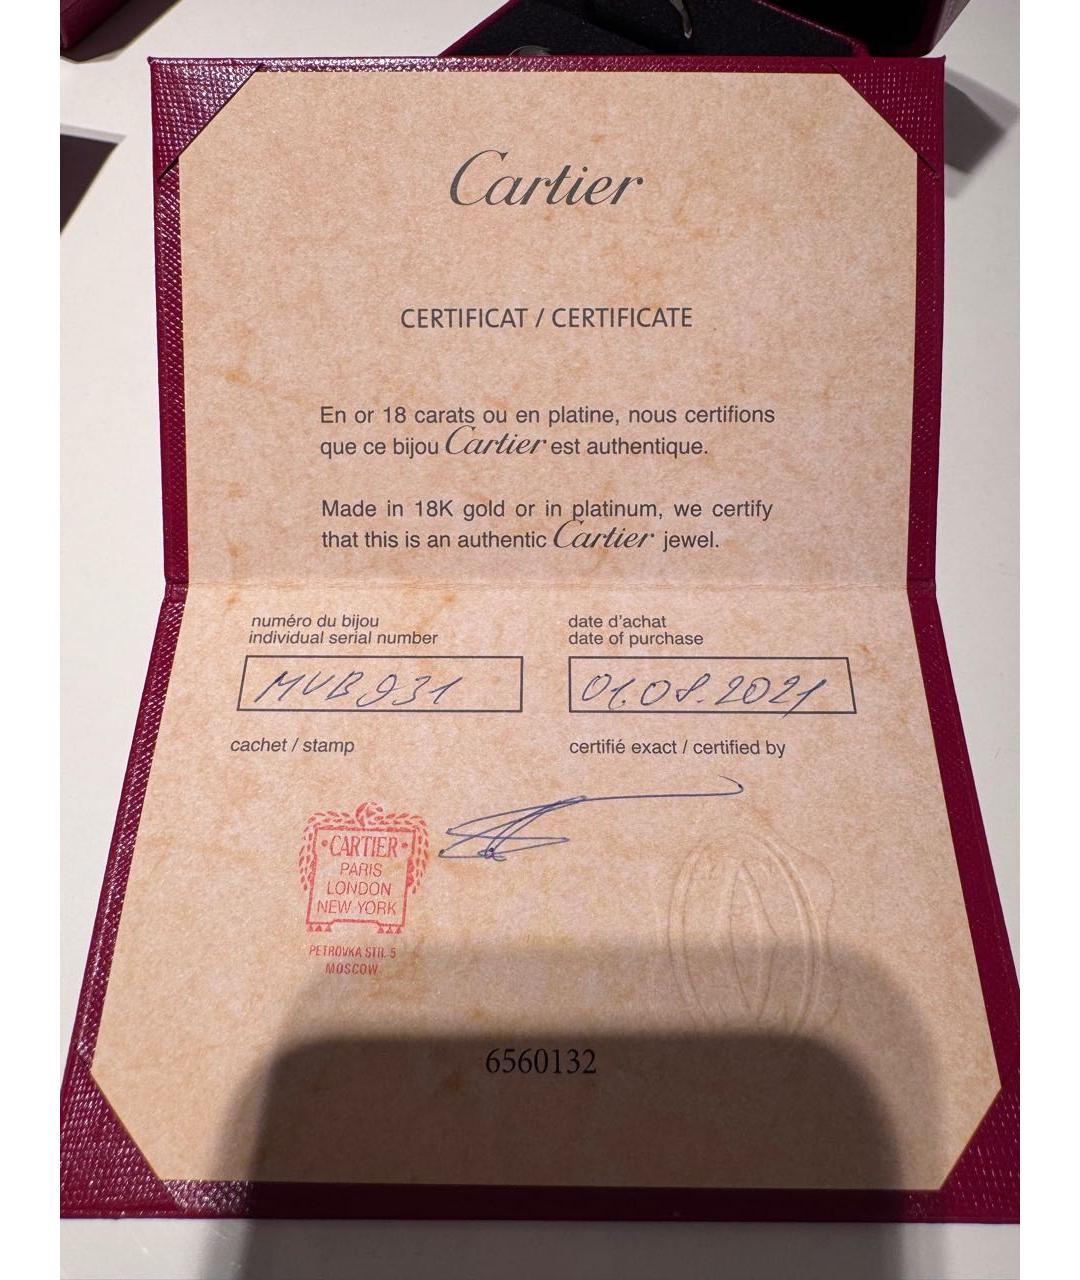 Cartier
CERTIFICAT / CERTIFICATE
En or 18 carats ou en platine, nous certifions
que ce bijou Cartier est authentique.
Made in 18K gold or in platinum, we certify
that this is an authentic Cartier jewel.
numéro du bijou
individual serial number
date d'achat
date of purchase
MVB931
01.08.2021
cachet / stamp
certifié exact / certified by
CARTIER
PARIS
LONDON
NEW YORK
PETROVKA STR. 5
MOSCOW
6560132